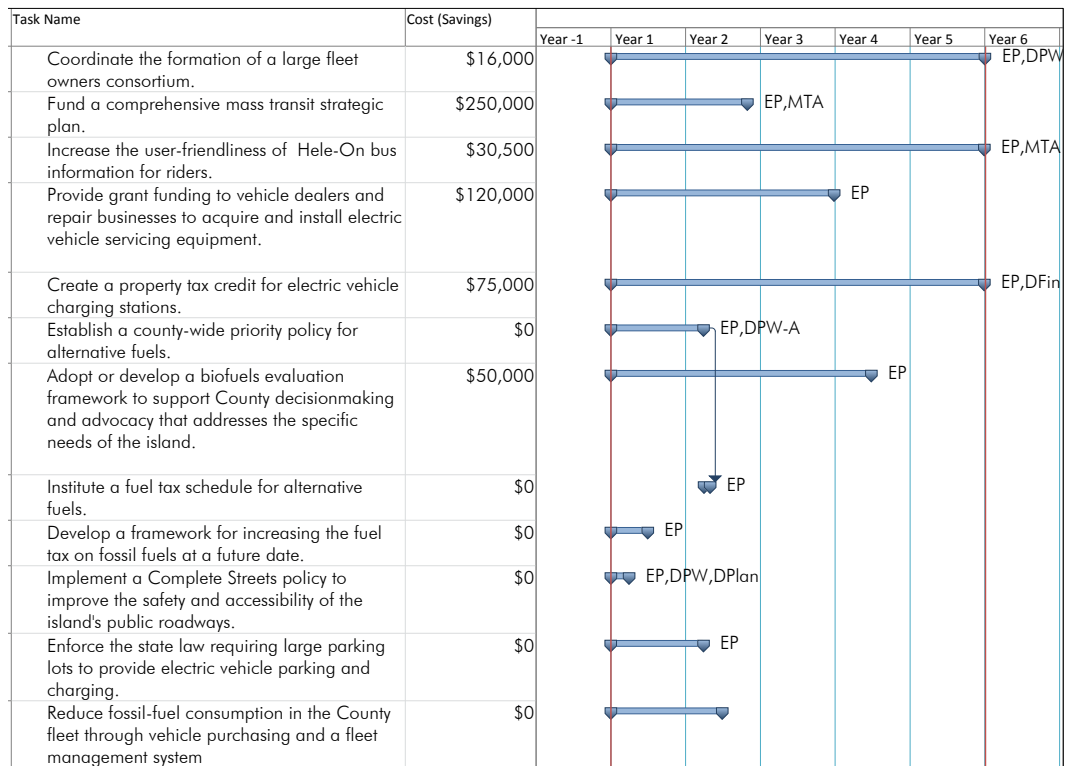 Task Name Cost (Savings)
Year -1 Year 1 Year 2 Year 3 Year 4 Year 5 Year 6
Coordinate the formation of a large fleet $16,000 EP,DPW
owners consortium.
Fund a comprehensive mass transit strategic $250,000 EP,MTA
plan.
Increase the user-friendliness of Hele-On bus $30,500 EP,MTA
information for riders.
Provide grant funding to vehicle dealers and $120,000 EP
repair businesses to acquire and install electric
vehicle servicing equipment.
Create a property tax credit for electric vehicle $75,000 EP,DFin
charging stations.
Establish a county-wide priority policy for $0 EP,DPW-A
alternative fuels.
Adopt or develop a biofuels evaluation $50,000 EP
framework to support County decisionmaking
and advocacy that addresses the specific
needs of the island.
Institute a fuel tax schedule for alternative $0 EP
fuels.
Develop a framework for increasing the fuel $0 EP
tax on fossil fuels at a future date.
Implement a Complete Streets policy to $0 EP,DPW,DPlan
improve the safety and accessibility of the
island's public roadways.
Enforce the state law requiring large parking $0 EP
lots to provide electric vehicle parking and
charging.
Reduce fossil-fuel consumption in the County $0
fleet through vehicle purchasing and a fleet
management system